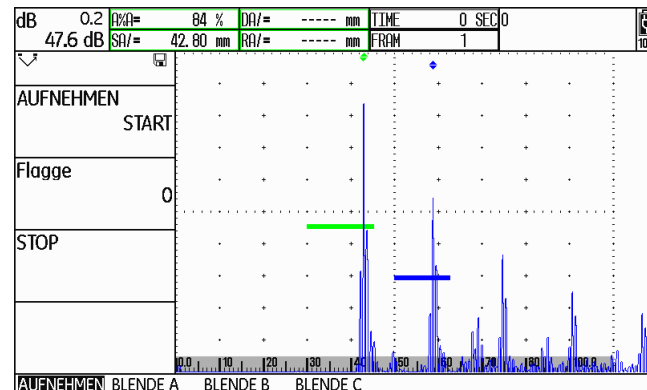 dB 0.2 A%A= 84 % DA/= ----- mm TIME 0 SEC 0
47.6 dB SA/= 42.80 mm RA/= ----- mm FRAM 1 10
AUFNEHMEN
START
Flagge
0
STOP
0.0 10 20 30 40 50 60 70 80 90 100.0
AUFNEHMEN BLENDE A BLENDE B BLENDE C